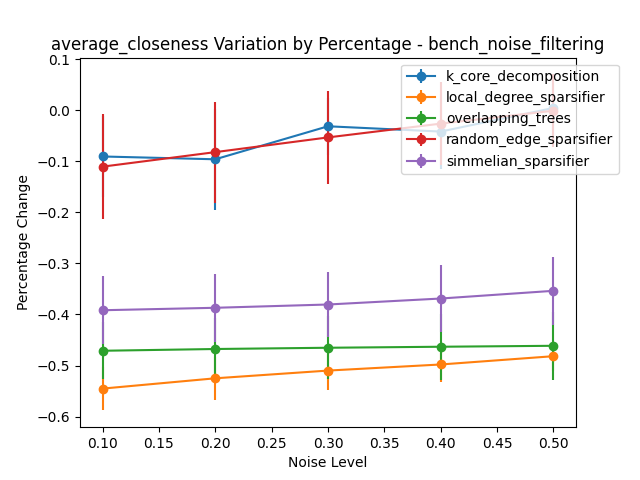 average_closeness Variation by Percentage - bench_noise_filtering
k_core_decomposition
local_degree_sparsifier
overlapping_trees
random_edge_sparsifier
simmelian_sparsifier
Percentage Change
0.1
0.0
−0.1
−0.2
−0.3
−0.4
−0.5
−0.6
0.10 0.15 0.20 0.25 0.30 0.35 0.40 0.45 0.50
Noise Level